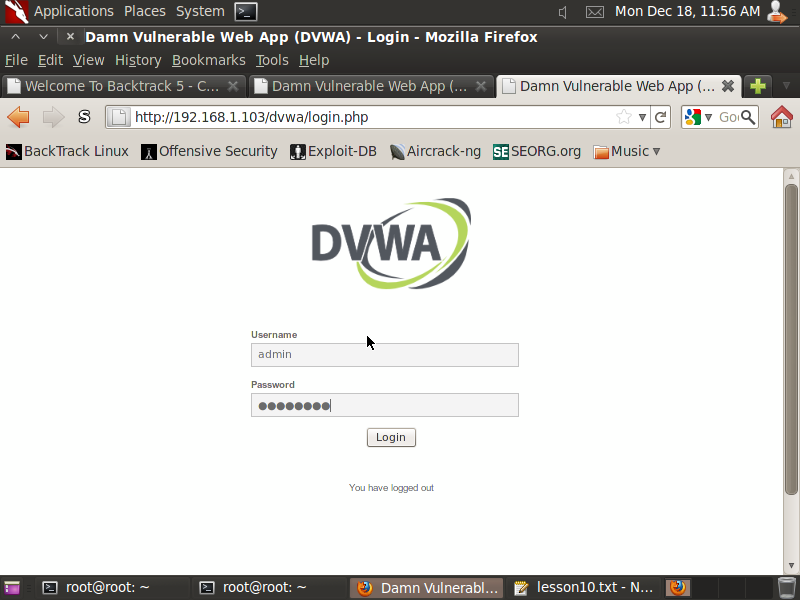 Applications Places System Mon Dec 18, 11:56 AM
Damn Vulnerable Web App (DVWA) - Login - Mozilla Firefox
File Edit View History Bookmarks Tools Help
Welcome To Backtrack 5 - C... Damn Vulnerable Web App (... Damn Vulnerable Web App (...
S http://192.168.1.103/dvwa/login.php Go
BackTrack Linux Offensive Security Exploit-DB Aircrack-ng SE SEORG.org Music
DVWA
Username
admin
Password
Login
You have logged out
root@root: ~ root@root: ~ Damn Vulnerabl... lesson10.txt - N...